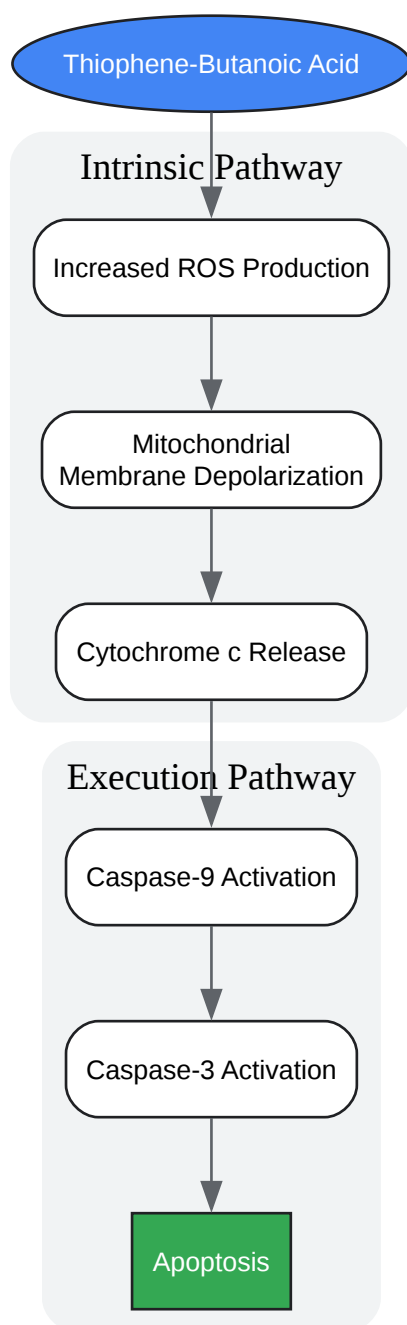 Thiophene-Butanoic Acid
Intrinsic Pathway
Increased ROS Production
Mitochondrial
Membrane Depolarization
Cytochrome c Release
Execution Pathway
Caspase-9 Activation
Caspase-3 Activation
Apoptosis